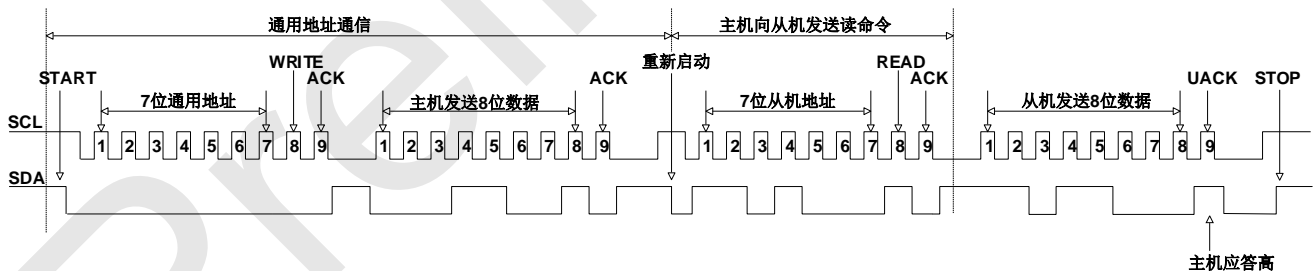 通用地址通信 主机向从机发送读命令
START WRITE ACK ACK 重新启动 READ ACK UACK STOP
7位通用地址 主机发送8位数据 7位从机地址 从机发送8位数据
SCL 1 2 3 4 5 6 7 8 9 1 2 3 4 5 6 7 8 9 1 2 3 4 5 6 7 8 9 1 2 3 4 5 6 7 8 9
SDA
主机应答高